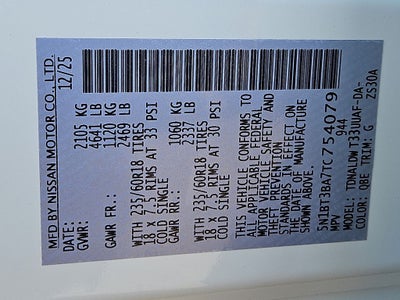 MFD BY NISSAN MOTOR CO., LTD.
DATE: 12/25
GVWR: 2105 KG
4641 LB
GAWR FR.: 1120 KG
2469 LB
WITH 235/60R18 TIRES
18 X 7.5 RIMS AT 33 PSI
COLD SINGLE
GAWR RR.: 1060 KG
2337 LB
WITH 235/60R18 TIRES
18 X 7.5 RIMS AT 30 PSI
COLD SINGLE
THIS VEHICLE CONFORMS TO
ALL APPLICABLE FEDERAL
MOTOR VEHICLE SAFETY AND
THEFT PREVENTION
STANDARDS IN EFFECT ON
THE DATE OF MANUFACTURE
SHOWN ABOVE.
5N1BT3BA7TC754079
MPV 944
MODEL: TDNALDWT33UUAF-DA-
COLOR: QBE TRIM: G ZS30A